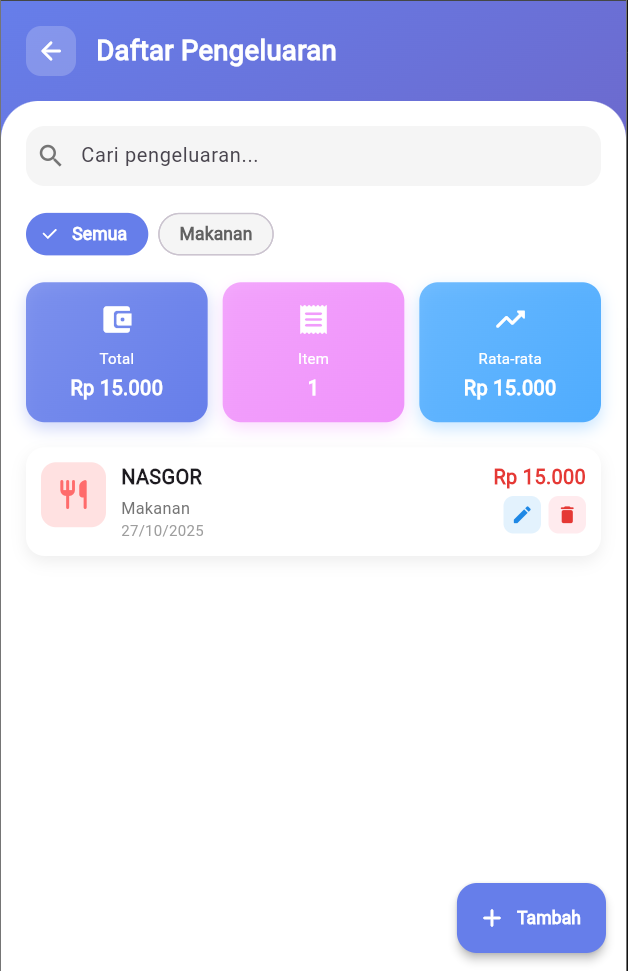 Daftar Pengeluaran
Cari pengeluaran...
Semua
Makanan
Total
Rp 15.000
Item
1
Rata-rata
Rp 15.000
NASGOR
Rp 15.000
Makanan
27/10/2025
Tambah